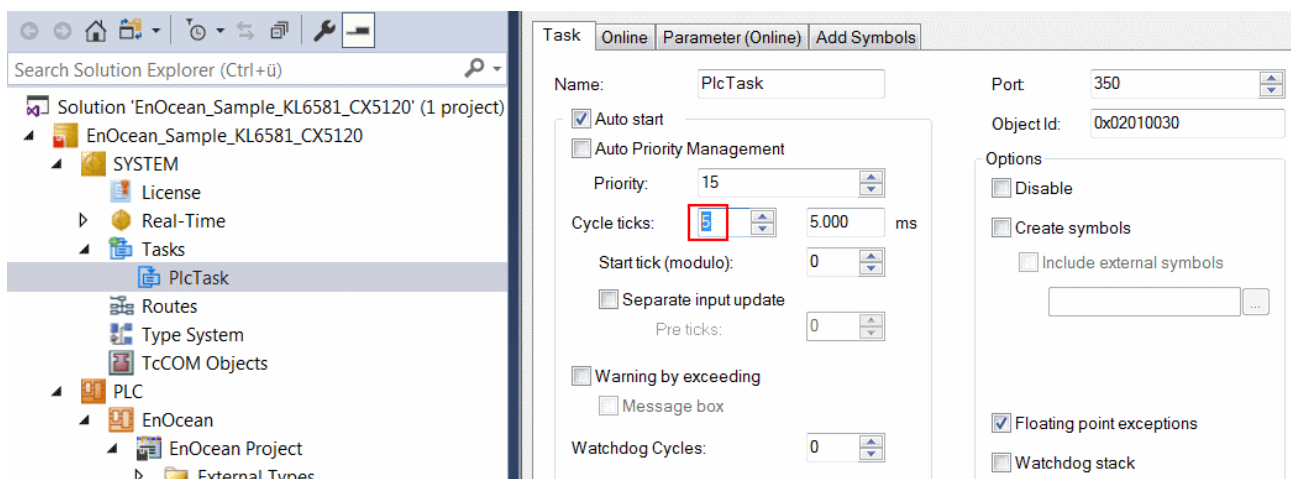 Search Solution Explorer (Ctrl+ü)
Solution 'EnOcean_Sample_KL6581_CX5120' (1 project)
EnOcean_Sample_KL6581_CX5120
SYSTEM
License
Real-Time
Tasks
PlcTask
Routes
Type System
TcCOM Objects
PLC
EnOcean
EnOcean Project
External Types
Task Online Parameter (Online) Add Symbols
Name: PlcTask
Auto start
Auto Priority Management
Priority: 15
Cycle ticks: 5 5.000 ms
Start tick (modulo): 0
Separate input update
Pre ticks: 0
Warning by exceeding
Message box
Watchdog Cycles: 0
Port 350
Object Id: 0x02010030
Options
Disable
Create symbols
Include external symbols
...
Floating point exceptions
Watchdog stack